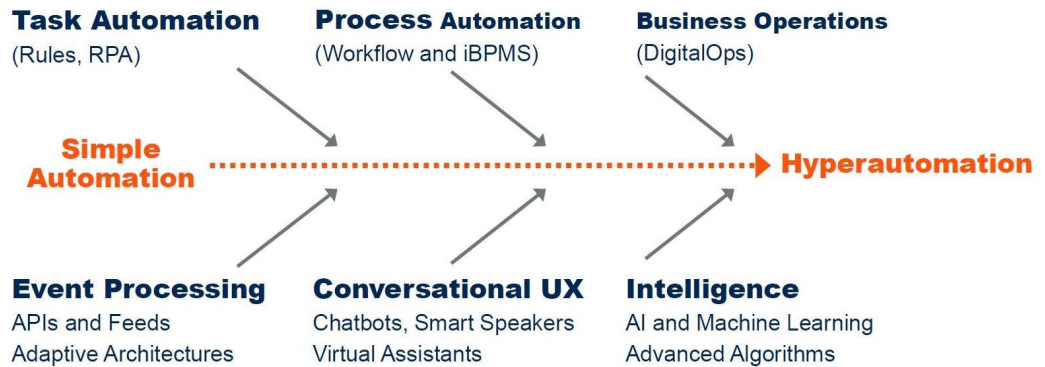 Task Automation
(Rules, RPA)
Process Automation
(Workflow and iBPMS)
Business Operations
(DigitalOps)
Simple
Automation
Hyperautomation
Event Processing
APIs and Feeds
Adaptive Architectures
Conversational UX
Chatbots, Smart Speakers
Virtual Assistants
Intelligence
AI and Machine Learning
Advanced Algorithms